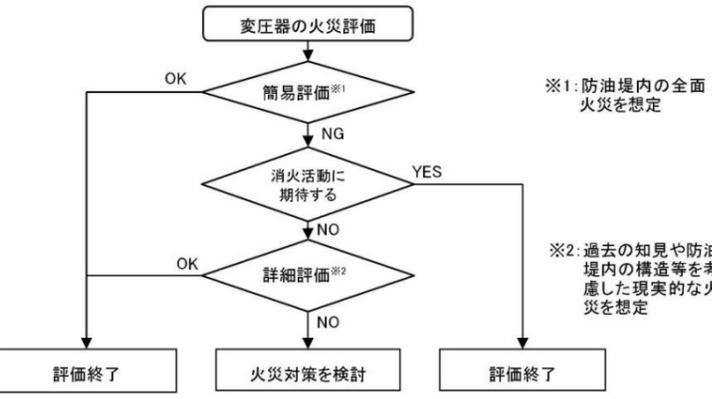 変圧器の火災評価
OK
簡易評価※1
※1:防油堤内の全面
火災を想定
NG
消火活動に
期待する
YES
NO
OK
詳細評価※2
※2:過去の知見や防油
堤内の構造等を考
慮した現実的な火
災を想定
NO
評価終了
火災対策を検討
評価終了